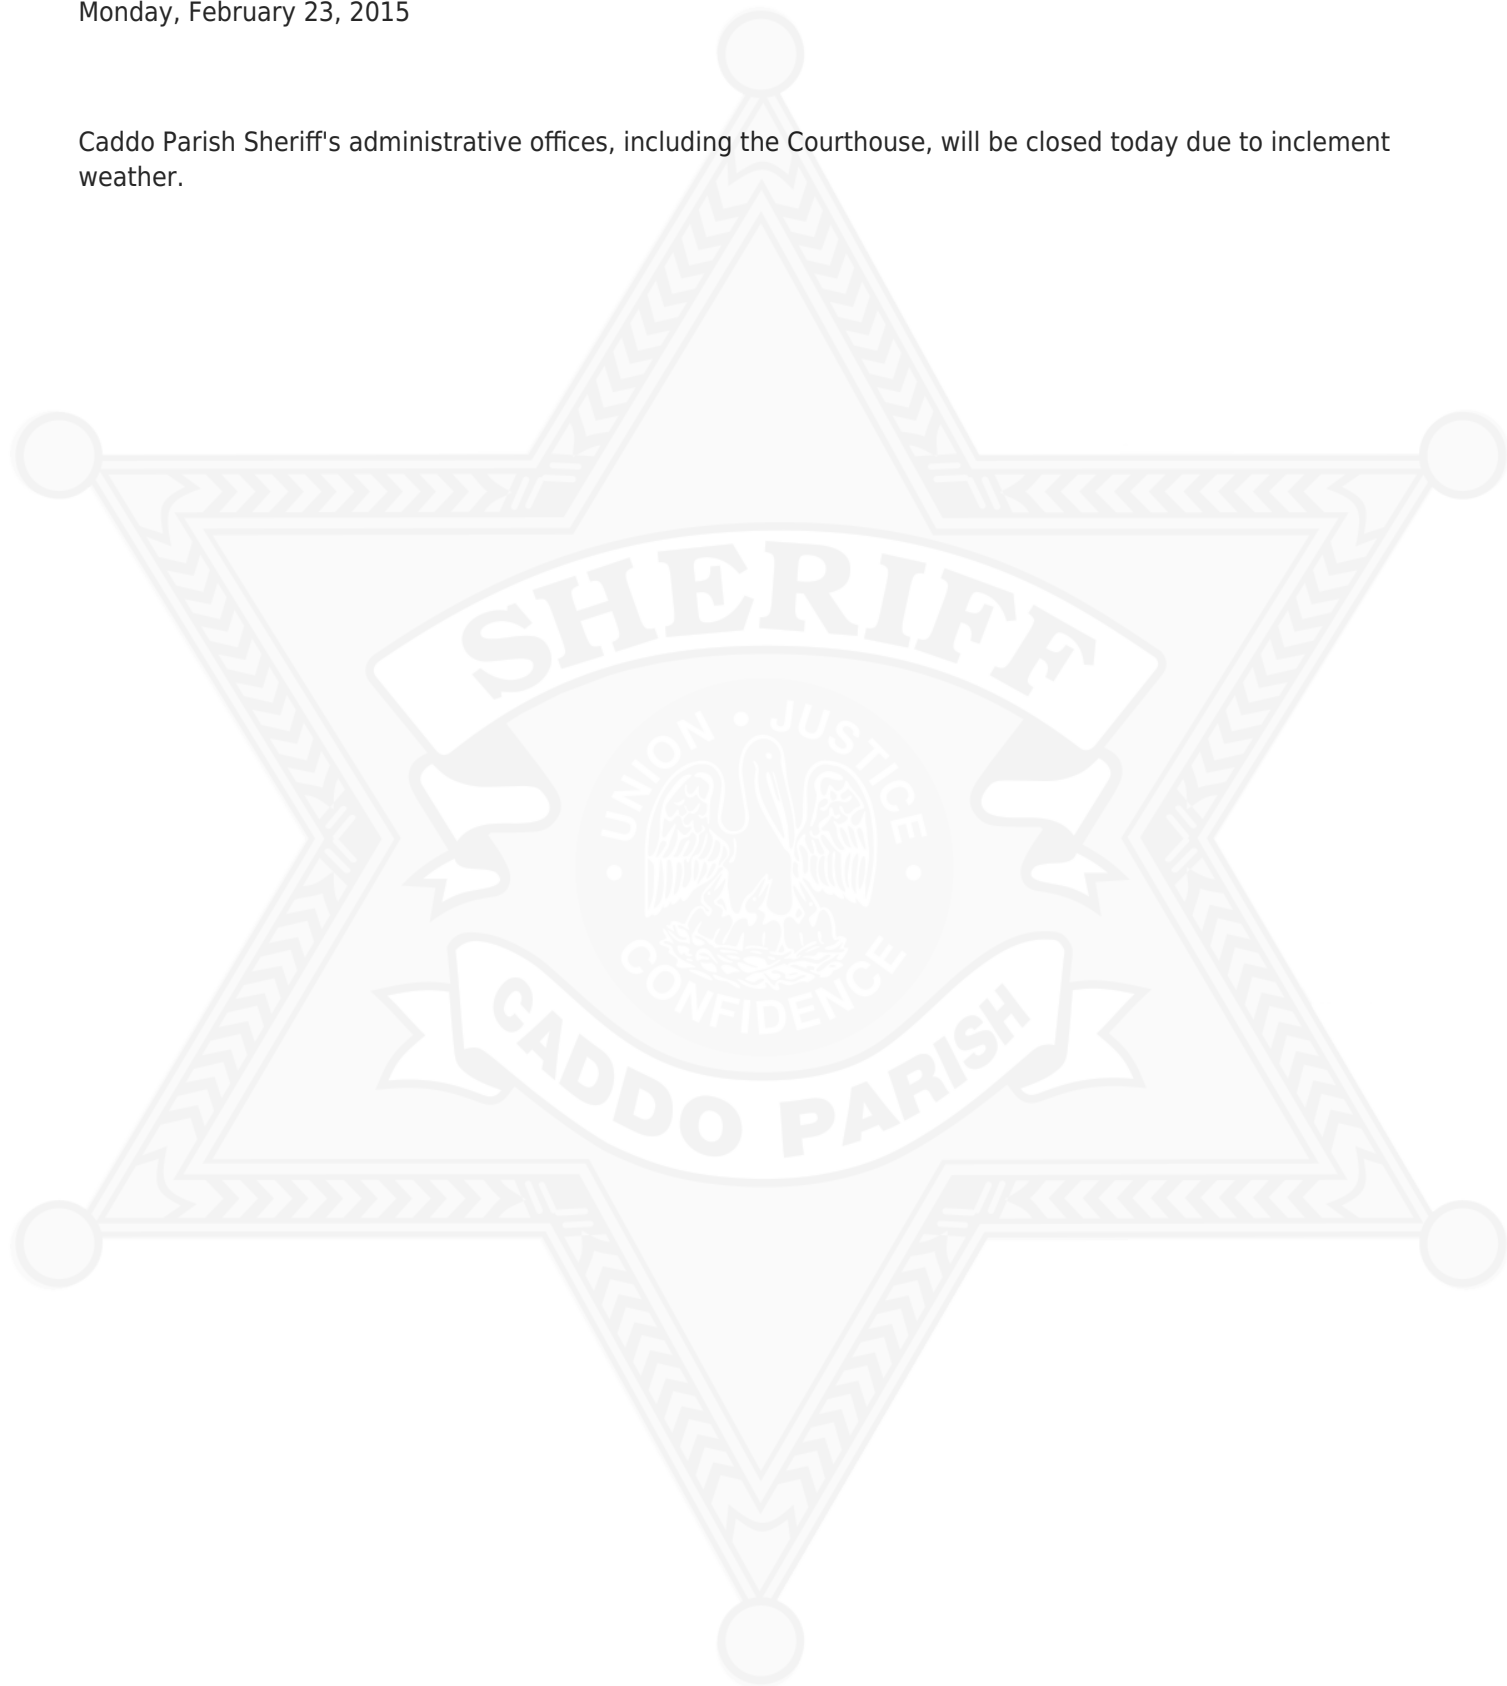 Monday, February 23, 2015
Caddo Parish Sheriff's administrative offices, including the Courthouse, will be closed today due to inclement
weather.
SHERIFF
UNION • JUSTICE
• CONFIDENCE •
CADDO PARISH